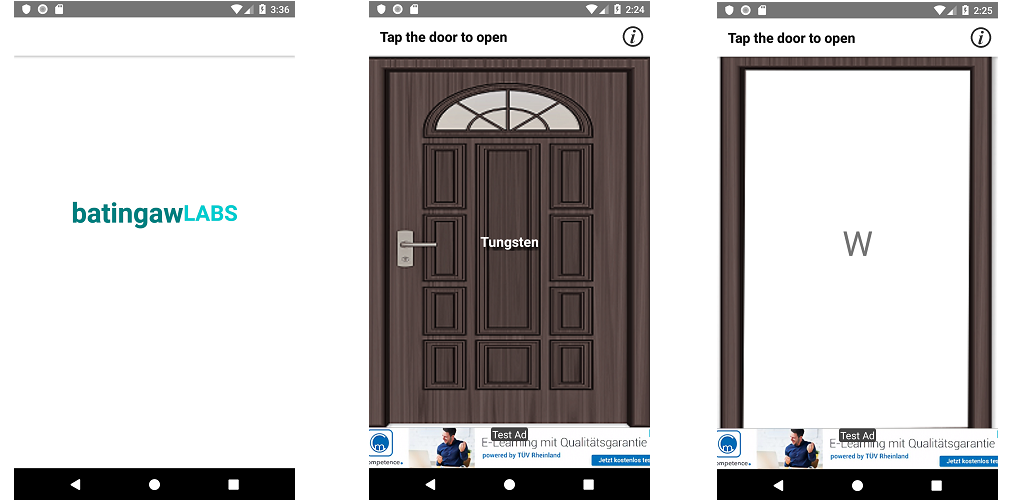 3:36
batingawLABS
2:24
Tap the door to open
Tungsten
Test Ad
E-Learning mit Qualitätsgarantie
powered by TÜV Rheinland
ompetence.
Jetzt kostenlos te
2:25
Tap the door to open
W
Test Ad
E-Learning mit Qualitätsgarantie
powered by TÜV Rheinland
mpetence.
Jetzt kostenlos tes